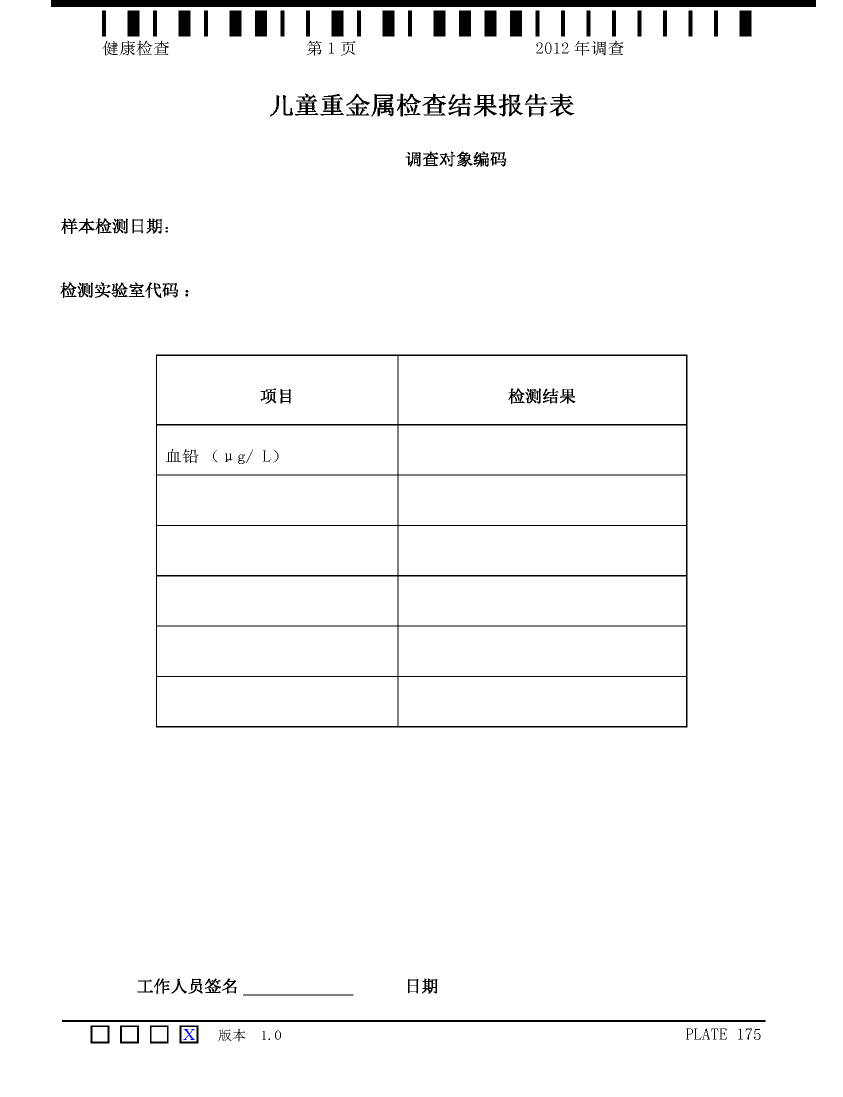 健康检查 第 1 页 2012 年调查
儿童重金属检查结果报告表
调查对象编码
样本检测日期：
检测实验室代码：
项目 检测结果
血铅 （μg/ L）
工作人员签名 ____________ 日期
X 版本 1.0 PLATE 175